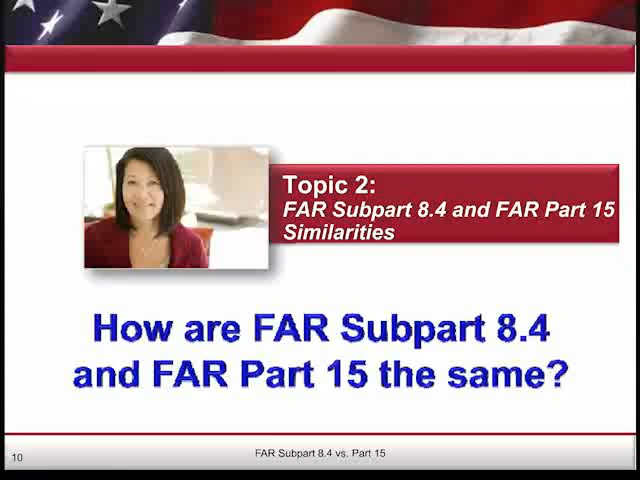 Topic 2:
FAR Subpart 8.4 and FAR Part 15
Similarities
How are FAR Subpart 8.4
and FAR Part 15 the same?
10
FAR Subpart 8.4 vs. Part 15